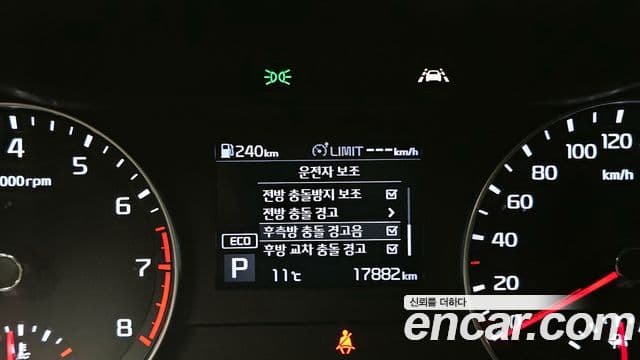 240km LIMIT ---km/h
운전자 보조
전방 충돌방지 보조
전방 충돌 경고
후측방 충돌 경고음
후방 교차 충돌 경고
ECO
P 11℃ 17882km
4 5 6 7 8
000rpm
60 80 100 120
km/h
신뢰를 더하다
encar.com